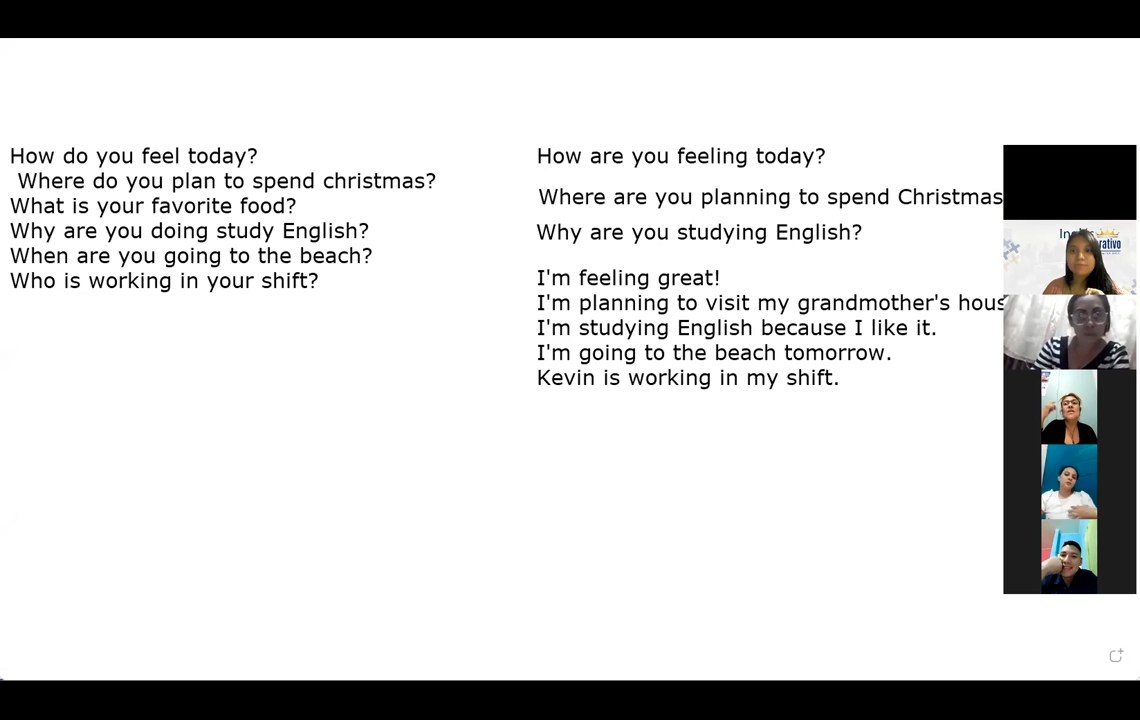 How do you feel today?
Where do you plan to spend christmas?
What is your favorite food?
Why are you doing study English?
When are you going to the beach?
Who is working in your shift?
How are you feeling today?
Where are you planning to spend Christmas
Why are you studying English?
I'm feeling great!
I'm planning to visit my grandmother's hous
I'm studying English because I like it.
I'm going to the beach tomorrow.
Kevin is working in my shift.